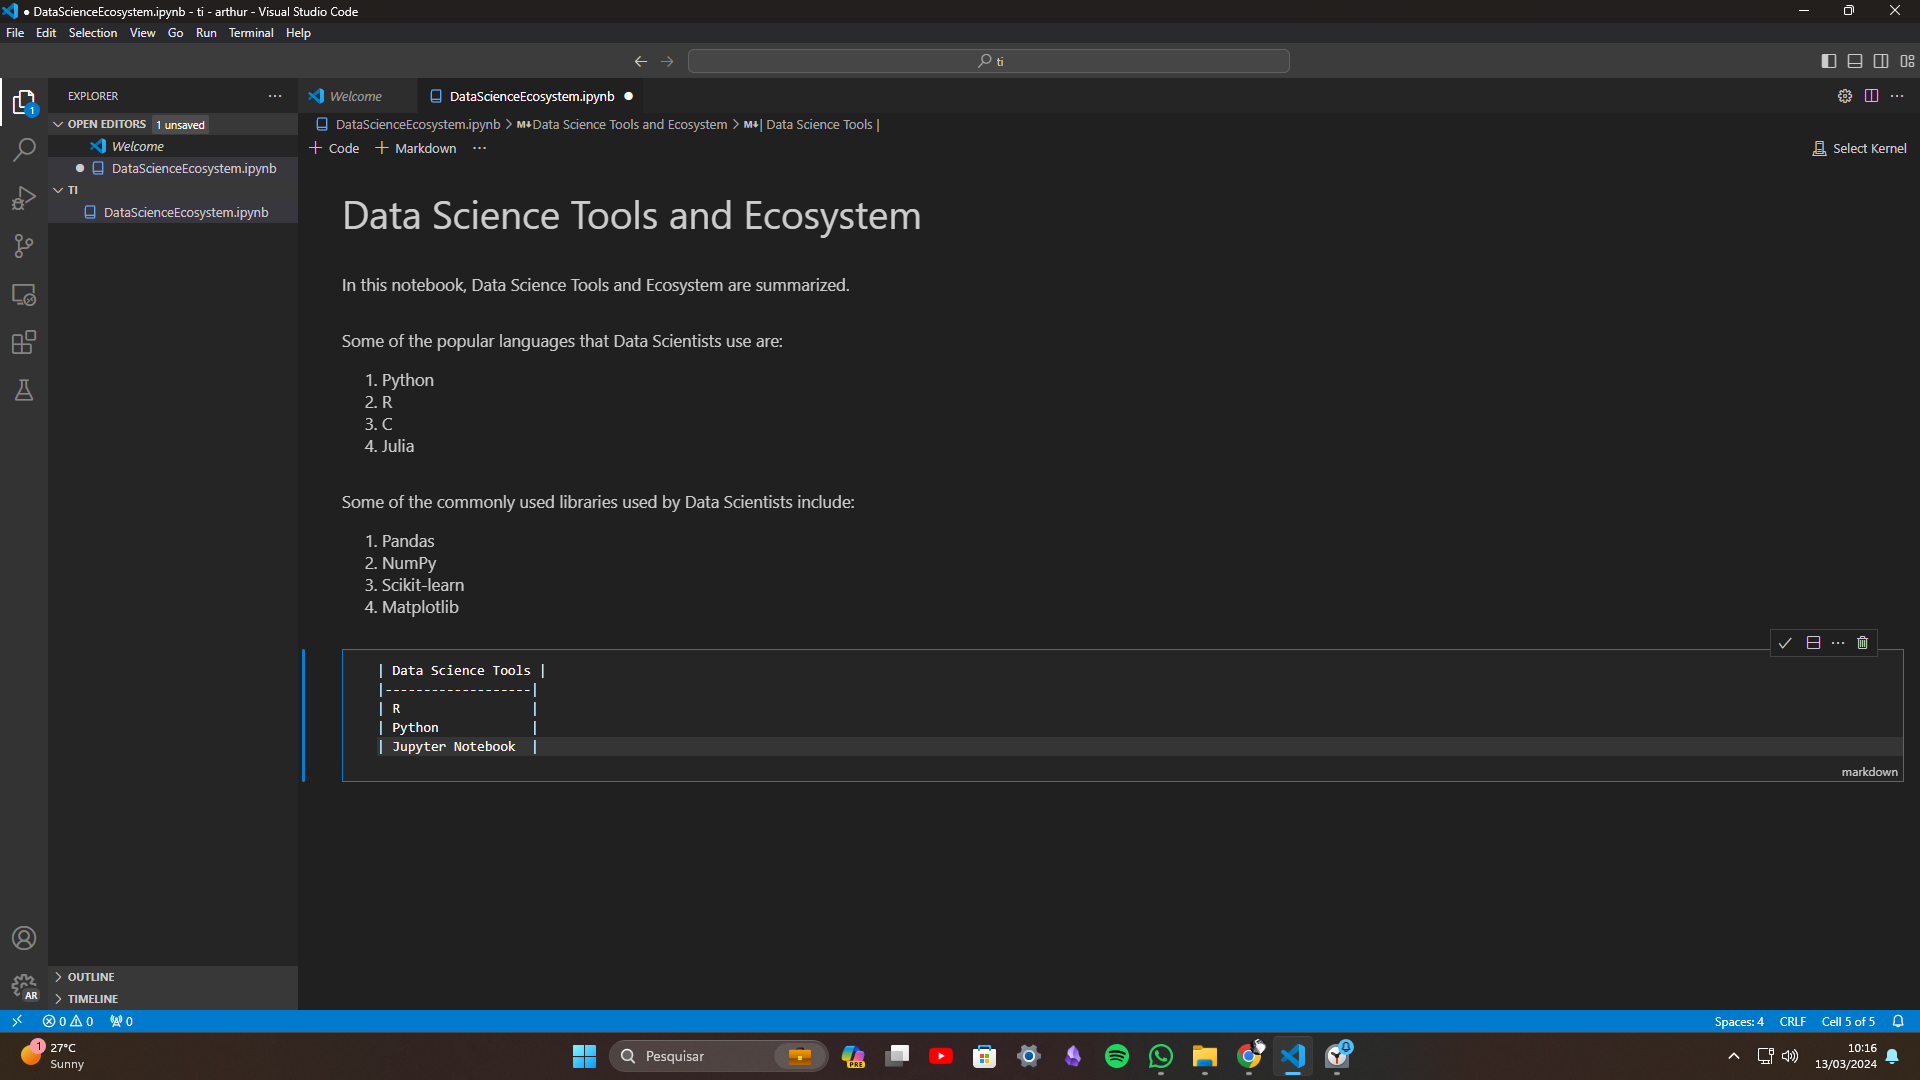 DataScienceEcosystem.ipynb - ti - arthur - Visual Studio Code
File Edit Selection View Go Run Terminal Help
ti
EXPLORER
Welcome
DataScienceEcosystem.ipynb
OPEN EDITORS 1 unsaved
Welcome
DataScienceEcosystem.ipynb
TI
DataScienceEcosystem.ipynb
DataScienceEcosystem.ipynb > M↓Data Science Tools and Ecosystem > M↓| Data Science Tools |
+ Code + Markdown ···
Select Kernel
Data Science Tools and Ecosystem
In this notebook, Data Science Tools and Ecosystem are summarized.
Some of the popular languages that Data Scientists use are:
1. Python
2. R
3. C
4. Julia
Some of the commonly used libraries used by Data Scientists include:
1. Pandas
2. NumPy
3. Scikit-learn
4. Matplotlib
| Data Science Tools |
|-------------------|
| R                 |
| Python            |
| Jupyter Notebook  |
markdown
1
AR
OUTLINE
TIMELINE
0 0 0
Spaces: 4 CRLF Cell 5 of 5
1
27°C
Sunny
Pesquisar
PRE
10:16
13/03/2024